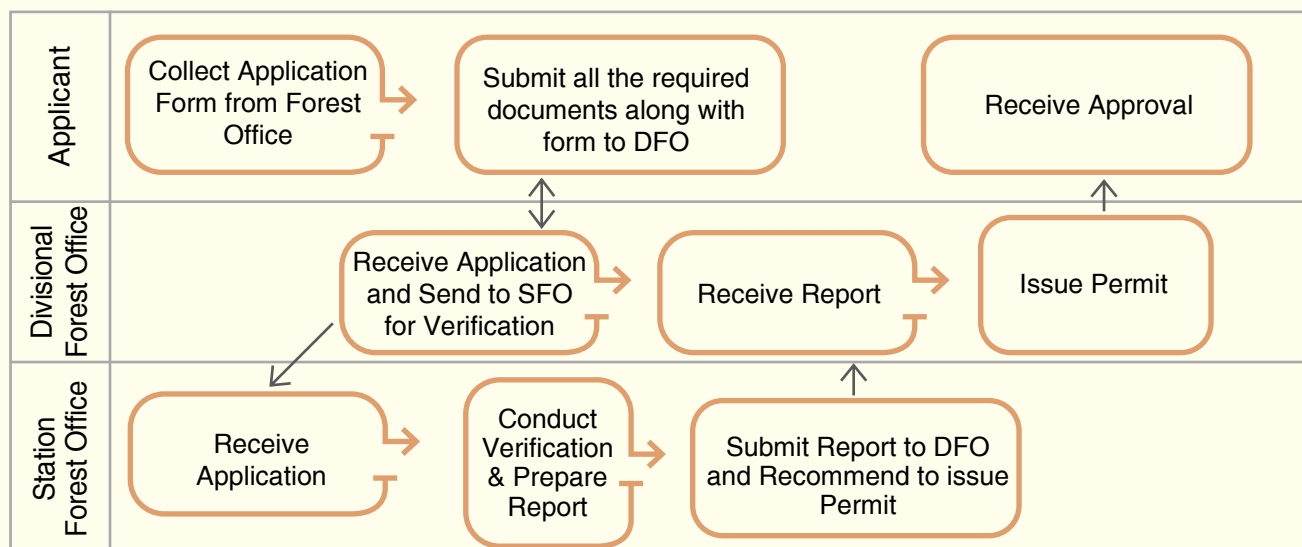 Applicant
Collect Application
Form from Forest
Office
Submit all the required
documents along with
form to DFO
Receive Approval
Divisional
Forest Office
Receive Application
and Send to SFO
for Verification
Receive Report
Issue Permit
Station
Forest Office
Receive
Application
Conduct
Verification
& Prepare
Report
Submit Report to DFO
and Recommend to issue
Permit